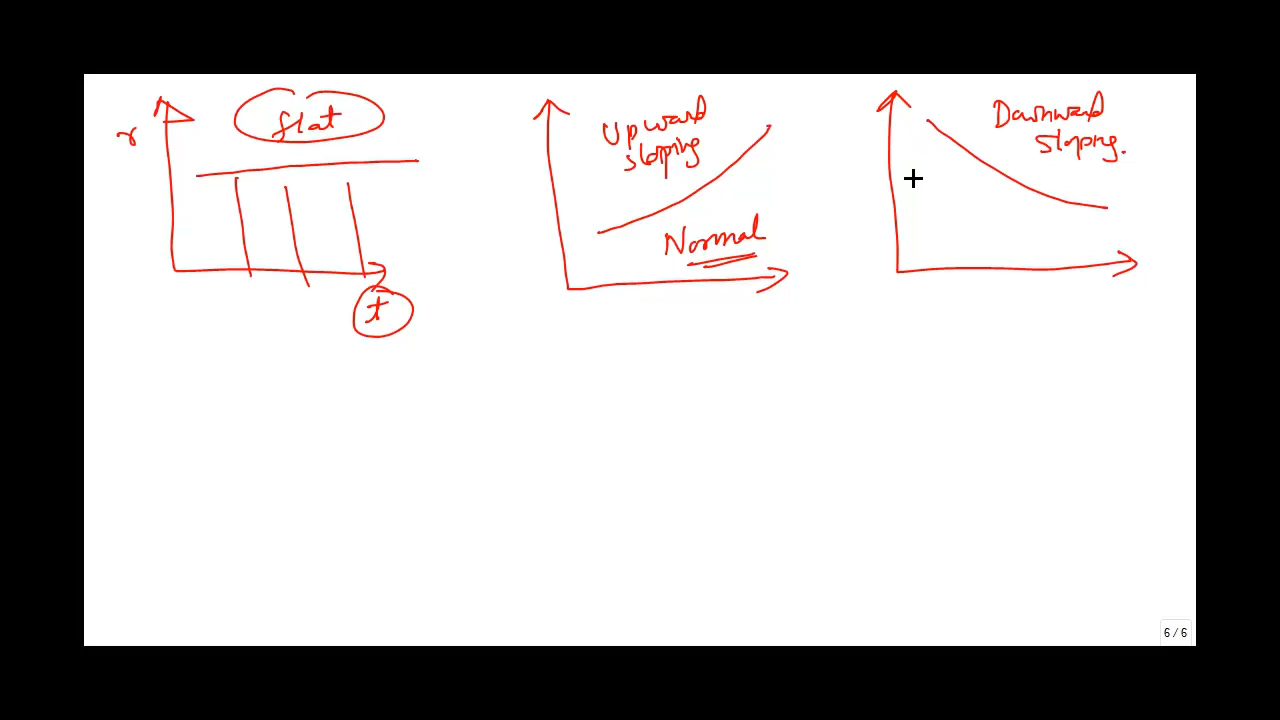 r
flat
t
Upward
sloping
Normal
Downward
sloping.
6 / 6